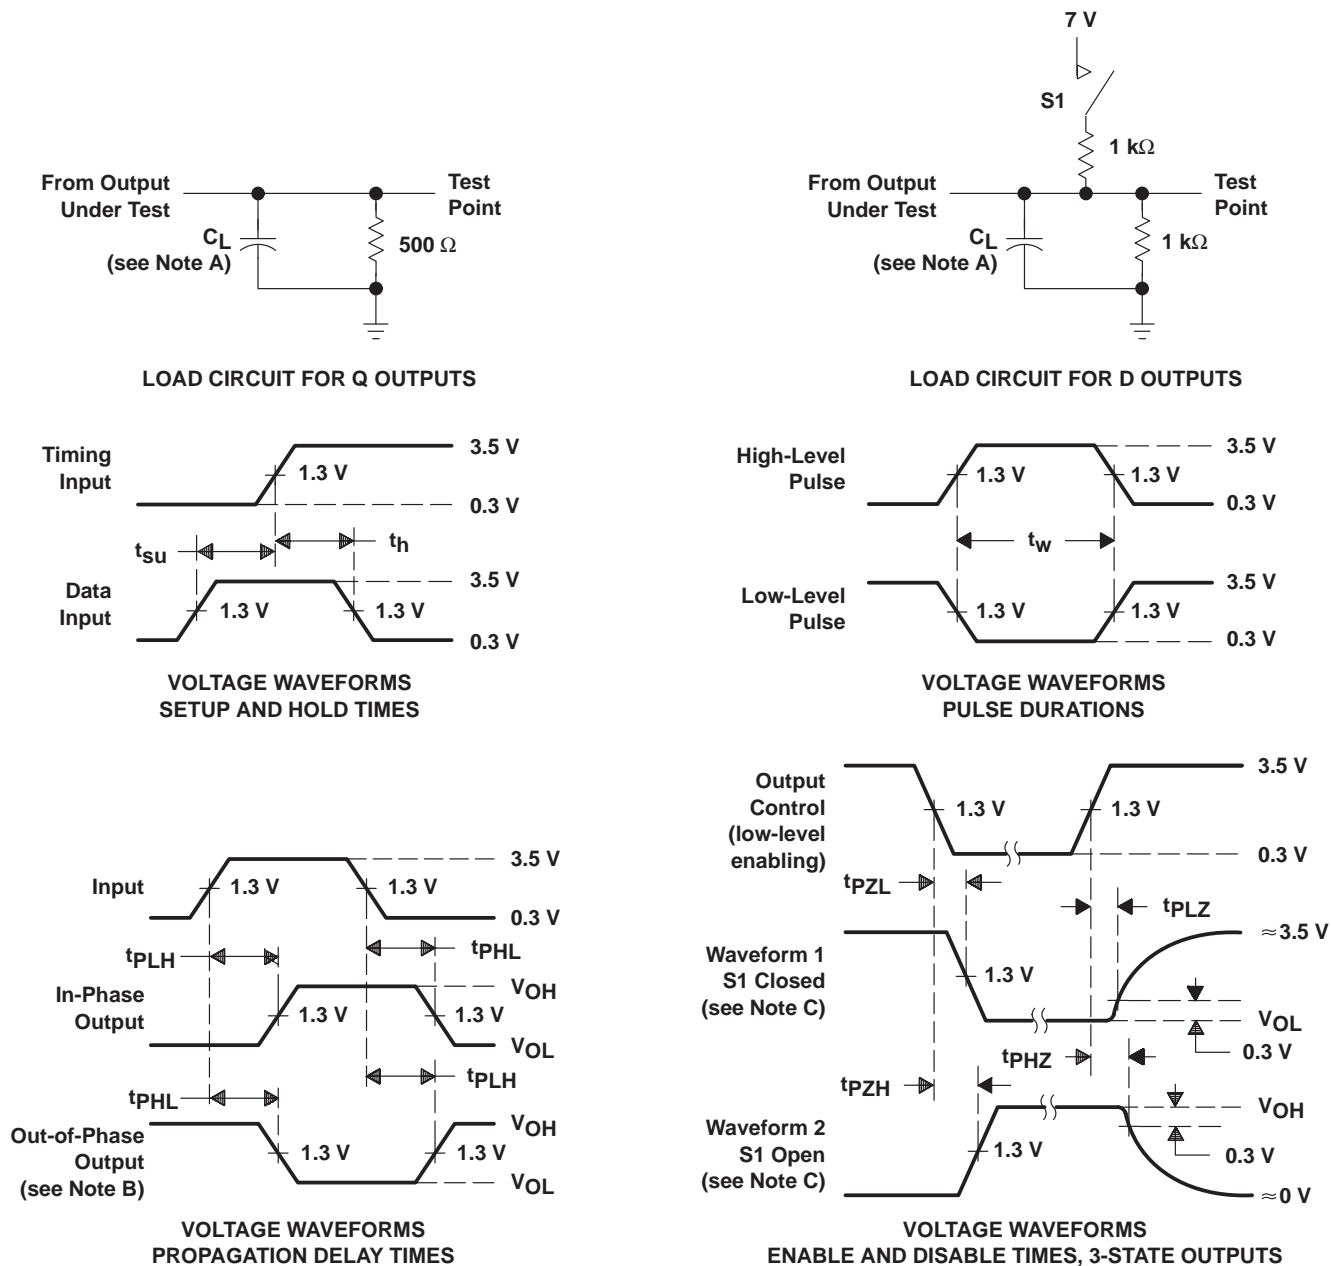 From Output
Under Test
Test
Point
CL
(see Note A)
500 Ω
LOAD CIRCUIT FOR Q OUTPUTS
7 V
S1
1 kΩ
From Output
Under Test
Test
Point
CL
(see Note A)
1 kΩ
LOAD CIRCUIT FOR D OUTPUTS
Timing
Input
3.5 V
1.3 V
0.3 V
tsu
th
Data
Input
3.5 V
1.3 V
1.3 V
0.3 V
VOLTAGE WAVEFORMS
SETUP AND HOLD TIMES
High-Level
Pulse
3.5 V
1.3 V
1.3 V
0.3 V
tw
Low-Level
Pulse
3.5 V
1.3 V
1.3 V
0.3 V
VOLTAGE WAVEFORMS
PULSE DURATIONS
Input
3.5 V
1.3 V
1.3 V
0.3 V
tPLH
tPHL
In-Phase
Output
VOH
1.3 V
1.3 V
VOL
tPHL
tPLH
Out-of-Phase
Output
(see Note B)
VOH
1.3 V
1.3 V
VOL
VOLTAGE WAVEFORMS
PROPAGATION DELAY TIMES
Output
Control
(low-level
enabling)
3.5 V
1.3 V
1.3 V
0.3 V
tPZL
tPLZ
Waveform 1
S1 Closed
(see Note C)
≈3.5 V
1.3 V
VOL
0.3 V
tPZH
tPHZ
Waveform 2
S1 Open
(see Note C)
VOH
1.3 V
0.3 V
≈0 V
VOLTAGE WAVEFORMS
ENABLE AND DISABLE TIMES, 3-STATE OUTPUTS